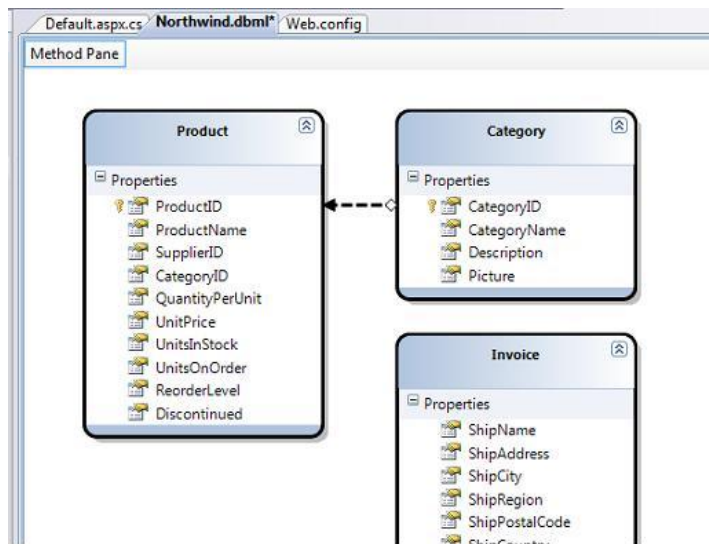 Default.aspx.cs Northwind.dbml* Web.config
Method Pane
Product
Properties
ProductID
ProductName
SupplierID
CategoryID
QuantityPerUnit
UnitPrice
UnitsInStock
UnitsOnOrder
ReorderLevel
Discontinued
Category
Properties
CategoryID
CategoryName
Description
Picture
Invoice
Properties
ShipName
ShipAddress
ShipCity
ShipRegion
ShipPostalCode
ShipCountry